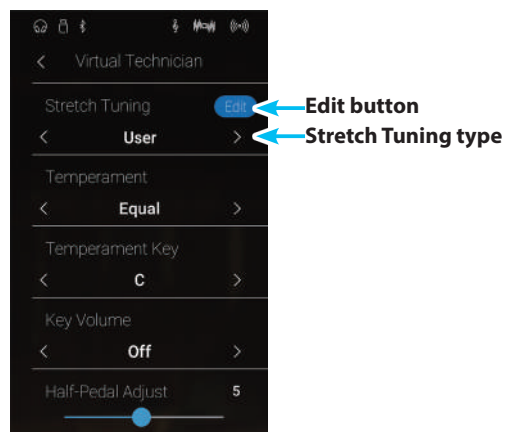 Virtual Technician
Stretch Tuning Edit
Edit button
User
Stretch Tuning type
Temperament
Equal
Temperament Key
C
Key Volume
Off
Half-Pedal Adjust 5